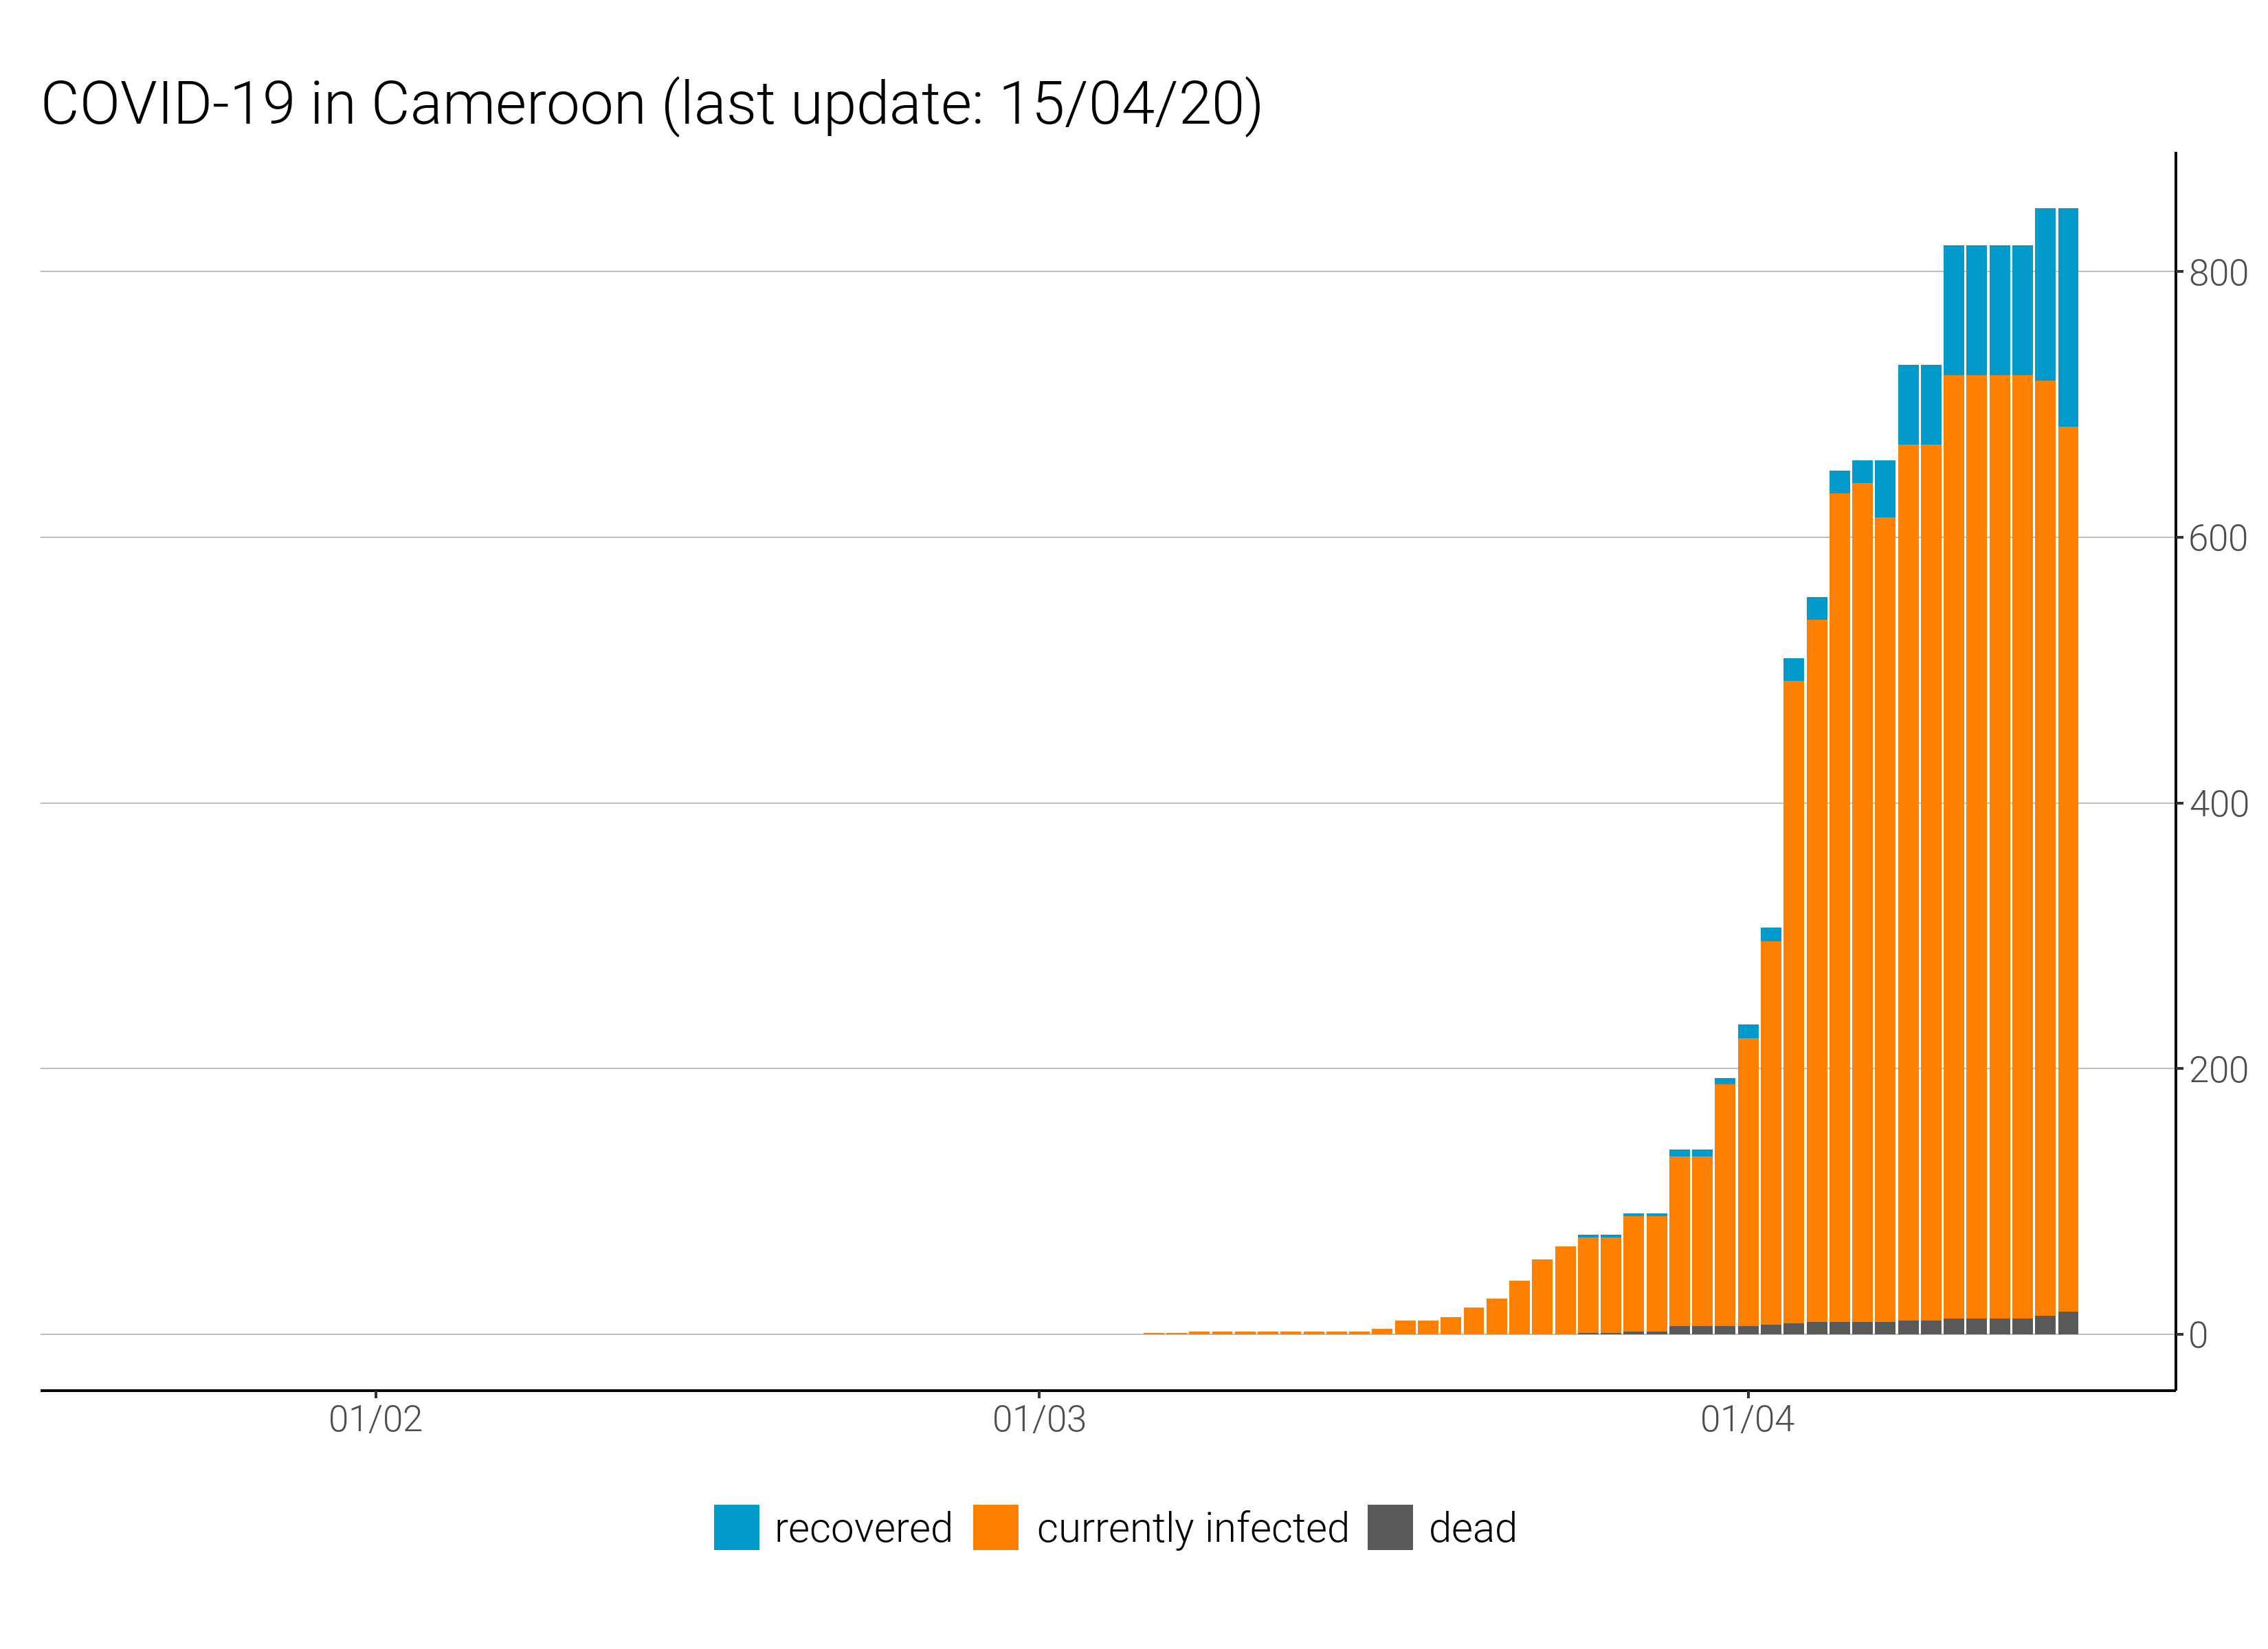 COVID-19 in Cameroon (last update: 15/04/20)
800
600
400
200
0
01/02 01/03 01/04
recovered currently infected dead